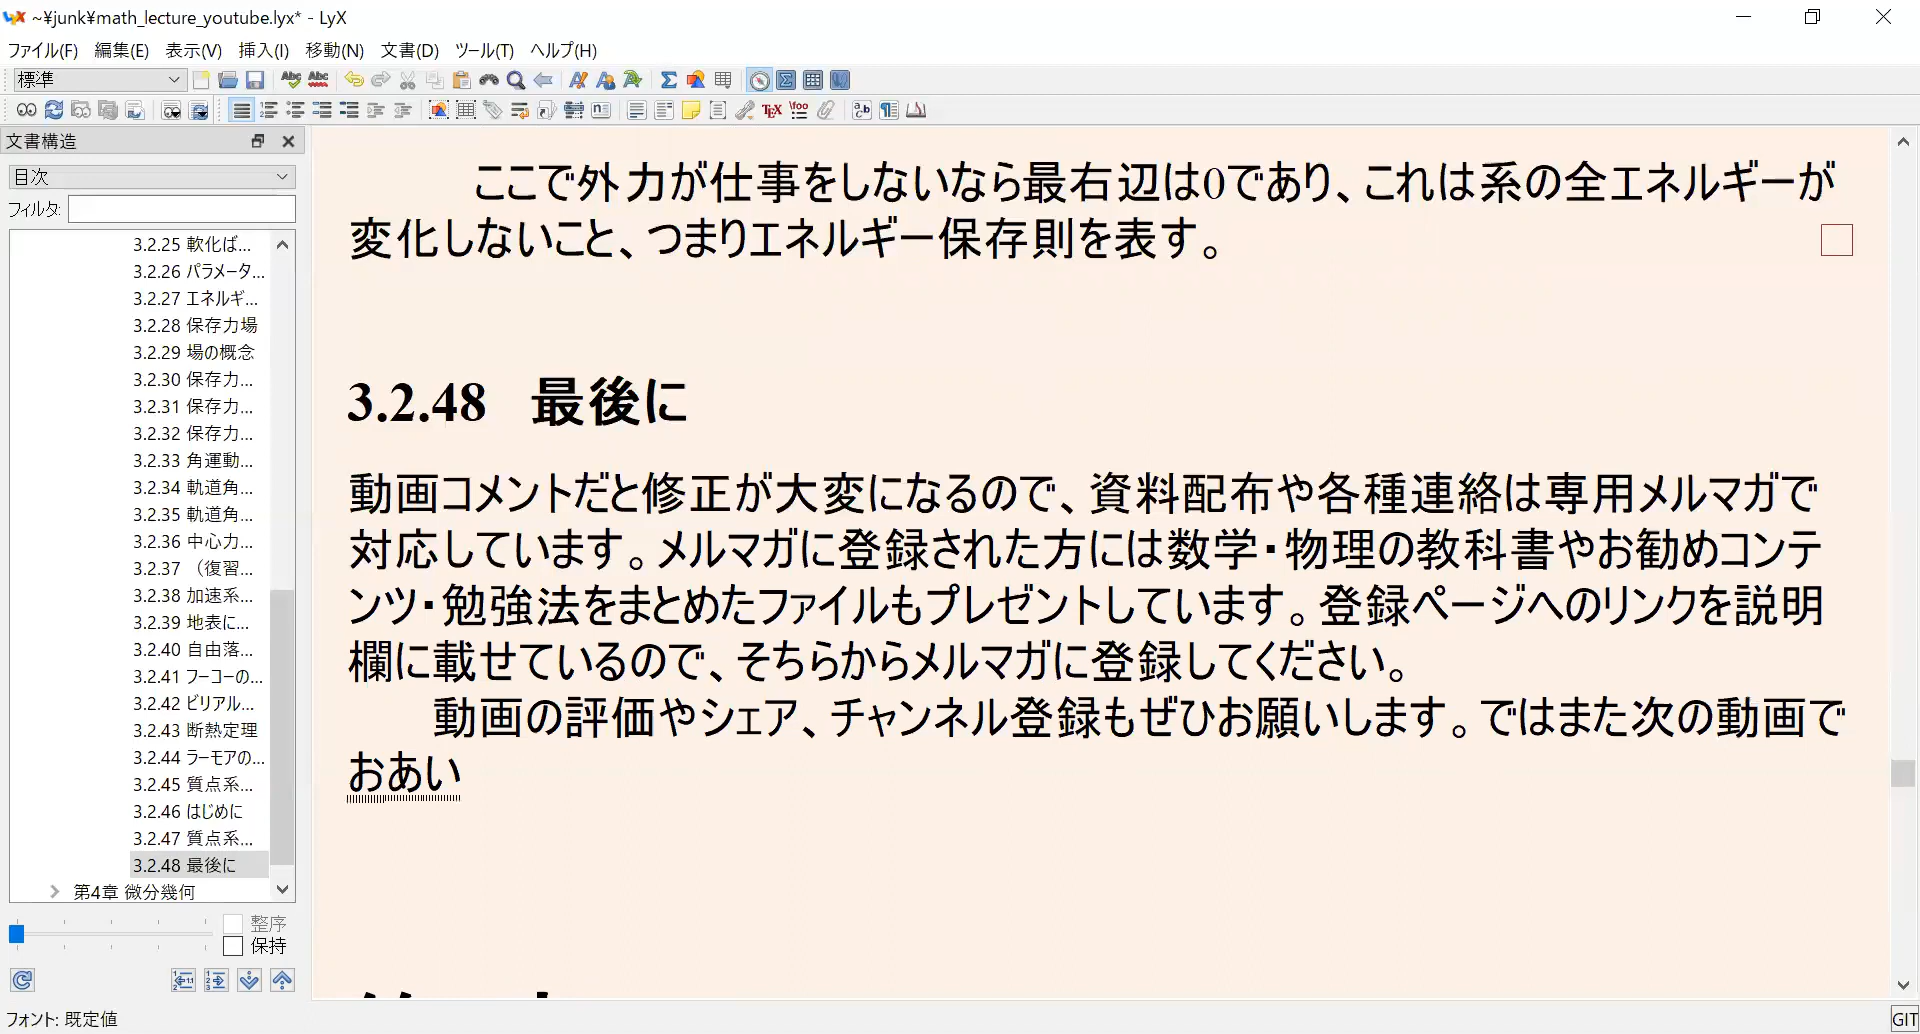 ~¥junk¥math_lecture_youtube.lyx* - LyX
ファイル(F) 編集(E) 表示(V) 挿入(I) 移動(N) 文書(D) ツール(T) ヘルプ(H)
標準
文書構造
目次
フィルタ:
3.2.25 軟化ば...
3.2.26 パラメータ...
3.2.27 エネルギ...
3.2.28 保存力場
3.2.29 場の概念
3.2.30 保存力...
3.2.31 保存力...
3.2.32 保存力...
3.2.33 角運動...
3.2.34 軌道角...
3.2.35 軌道角...
3.2.36 中心力...
3.2.37 （復習...
3.2.38 加速系...
3.2.39 地表に...
3.2.40 自由落...
3.2.41 フーコーの...
3.2.42 ビリアル...
3.2.43 断熱定理
3.2.44 ラーモアの...
3.2.45 質点系...
3.2.46 はじめに
3.2.47 質点系...
3.2.48 最後に
第4章 微分幾何
整序
保持
ここで外力が仕事をしないなら最右辺は0であり、これは系の全エネルギーが
変化しないこと、つまりエネルギー保存則を表す。
3.2.48 最後に
動画コメントだと修正が大変になるので、資料配布や各種連絡は専用メルマガで
対応しています。メルマガに登録された方には数学・物理の教科書やお勧めコンテ
ンツ・勉強法をまとめたファイルもプレゼントしています。登録ページへのリンクを説明
欄に載せているので、そちらからメルマガに登録してください。
動画の評価やシェア、チャンネル登録もぜひお願いします。ではまた次の動画で
おあい
フォント: 既定値
GIT